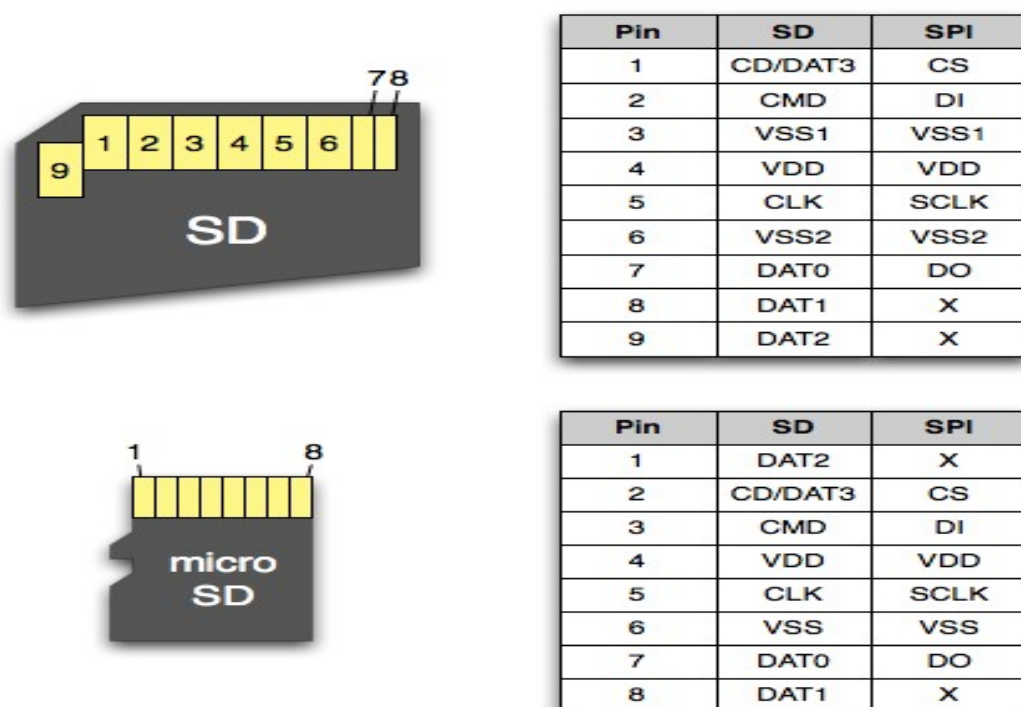 78
1 2 3 4 5 6
9
SD
Pin SD SPI
1 CD/DAT3 CS
2 CMD DI
3 VSS1 VSS1
4 VDD VDD
5 CLK SCLK
6 VSS2 VSS2
7 DAT0 DO
8 DAT1 X
9 DAT2 X
1 8
micro
SD
Pin SD SPI
1 DAT2 X
2 CD/DAT3 CS
3 CMD DI
4 VDD VDD
5 CLK SCLK
6 VSS VSS
7 DAT0 DO
8 DAT1 X